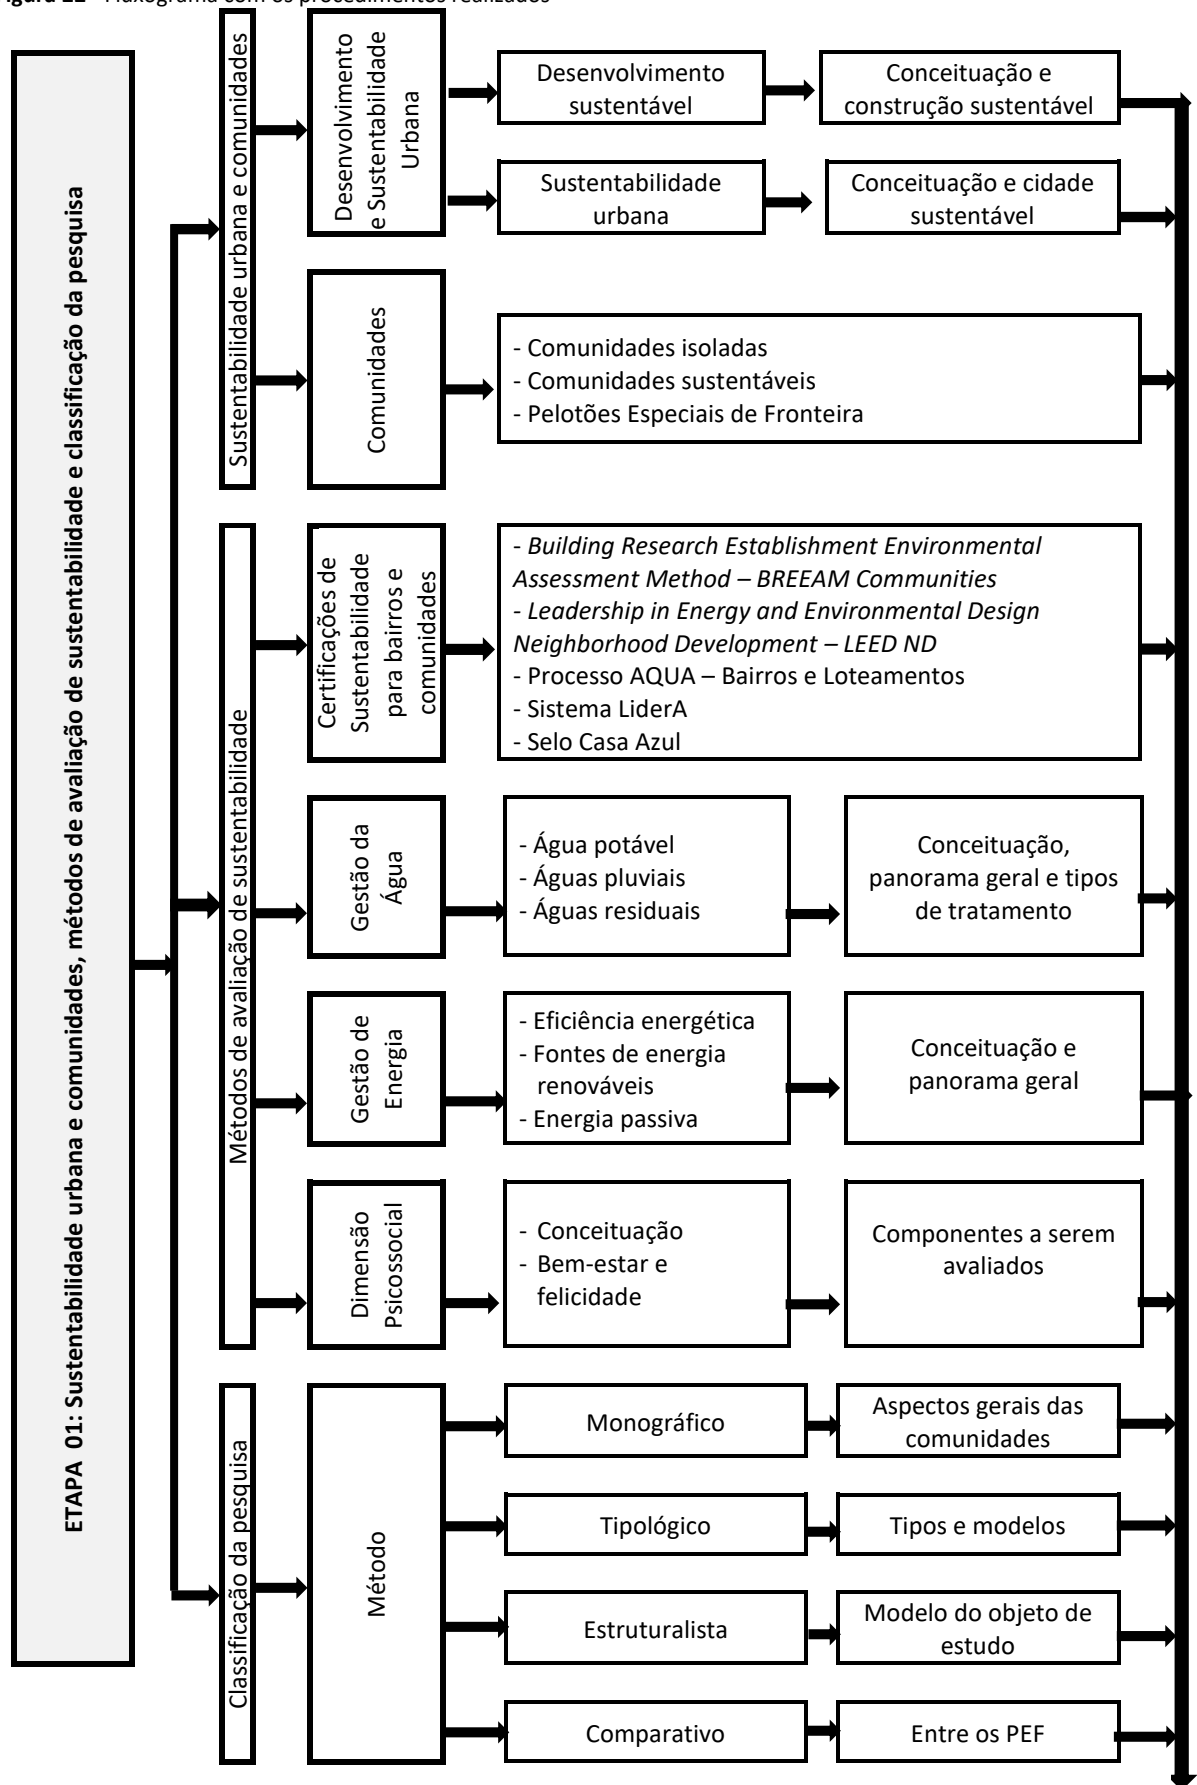 Figura 22 - Fluxograma com os procedimentos realizados
ETAPA 01: Sustentabilidade urbana e comunidades, métodos de avaliação de sustentabilidade e classificação da pesquisa
Sustentabilidade urbana e comunidades
Desenvolvimento
e Sustentabilidade
Urbana
Desenvolvimento
sustentável
Conceituação e
construção sustentável
Sustentabilidade
urbana
Conceituação e cidade
sustentável
Comunidades
- Comunidades isoladas
- Comunidades sustentáveis
- Pelotões Especiais de Fronteira
Métodos de avaliação de sustentabilidade
Certificações de
Sustentabilidade
para bairros e
comunidades
- Building Research Establishment Environmental
Assessment Method – BREEAM Communities
- Leadership in Energy and Environmental Design
Neighborhood Development – LEED ND
- Processo AQUA – Bairros e Loteamentos
- Sistema LiderA
- Selo Casa Azul
Gestão da
Água
- Água potável
- Águas pluviais
- Águas residuais
Conceituação,
panorama geral e tipos
de tratamento
Gestão de
Energia
- Eficiência energética
- Fontes de energia
renováveis
- Energia passiva
Conceituação e
panorama geral
Dimensão
Psicossocial
- Conceituação
- Bem-estar e
felicidade
Componentes a serem
avaliados
Classificação da pesquisa
Método
Monográfico
Aspectos gerais das
comunidades
Tipológico
Tipos e modelos
Estruturalista
Modelo do objeto de
estudo
Comparativo
Entre os PEF